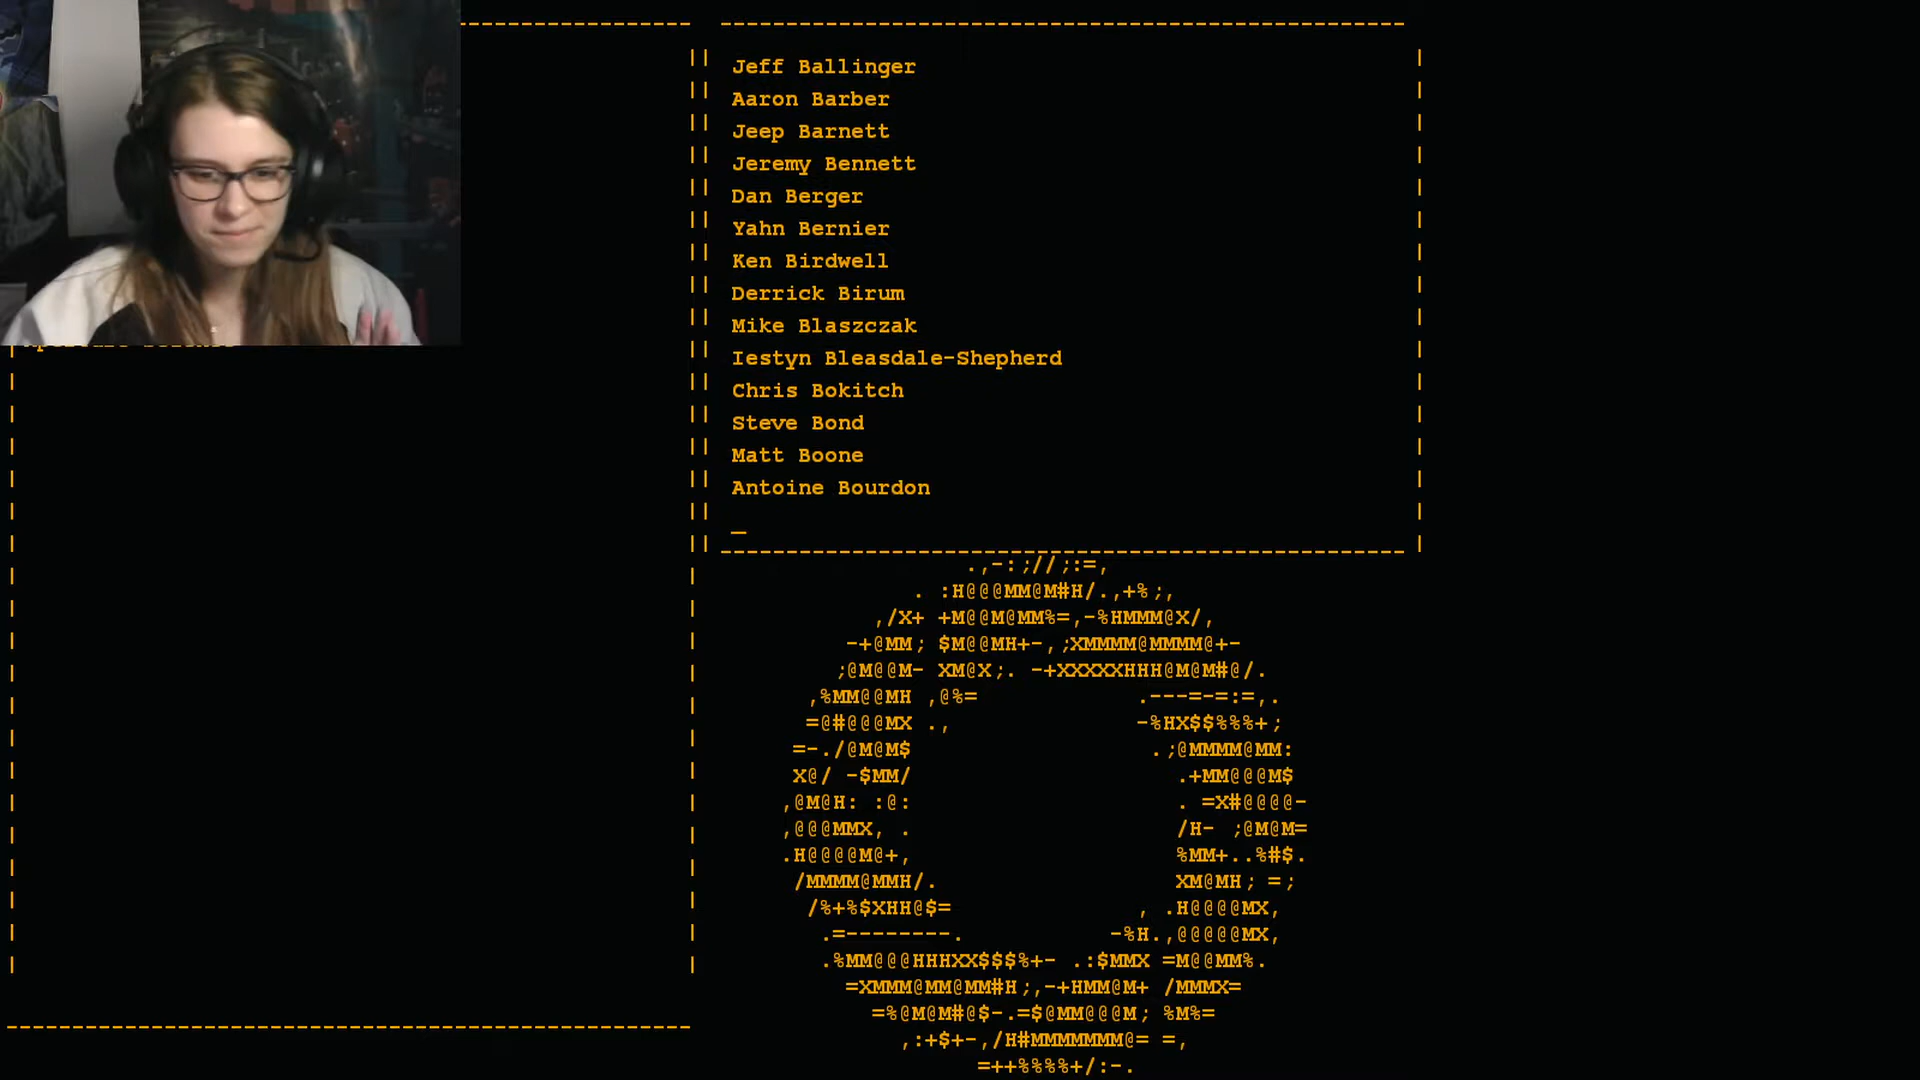 Jeff Ballinger
Aaron Barber
Jeep Barnett
Jeremy Bennett
Dan Berger
Yahn Bernier
Ken Birdwell
Derrick Birum
Mike Blaszczak
Iestyn Bleasdale-Shepherd
Chris Bokitch
Steve Bond
Matt Boone
Antoine Bourdon